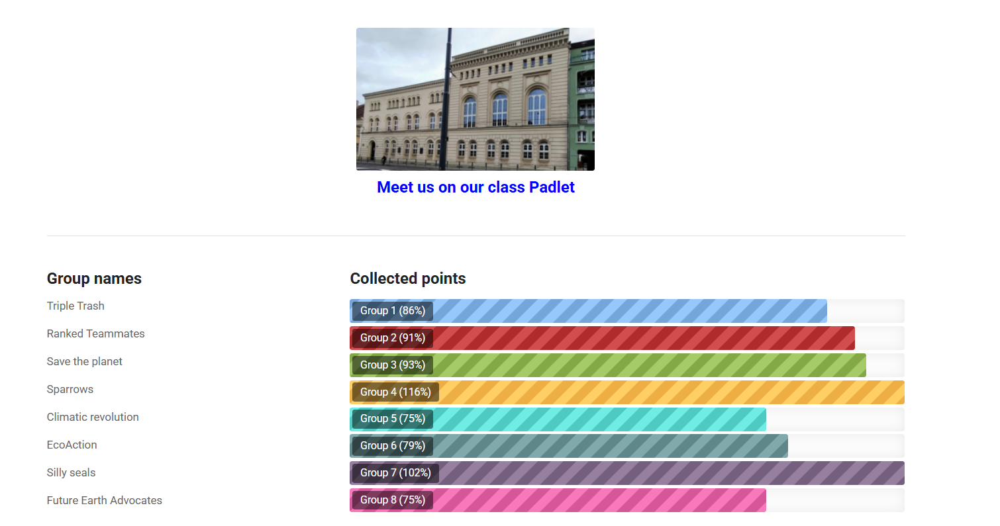 Meet us on our class Padlet
Group names
Collected points
Triple Trash
Group 1 (86%)
Ranked Teammates
Group 2 (91%)
Save the planet
Group 3 (93%)
Sparrows
Group 4 (116%)
Climatic revolution
Group 5 (75%)
EcoAction
Group 6 (79%)
Silly seals
Group 7 (102%)
Future Earth Advocates
Group 8 (75%)